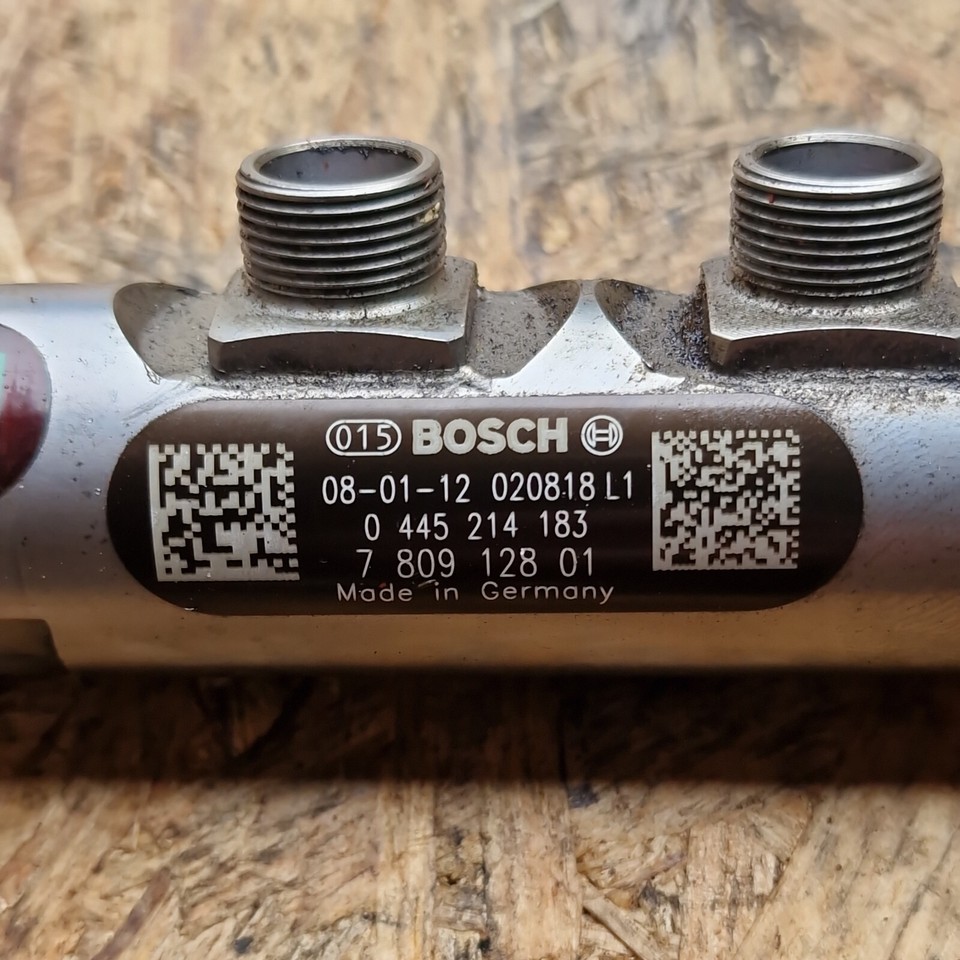 015 BOSCH
08-01-12 020818 L1
0 445 214 183
7 809 128 01
Made in Germany